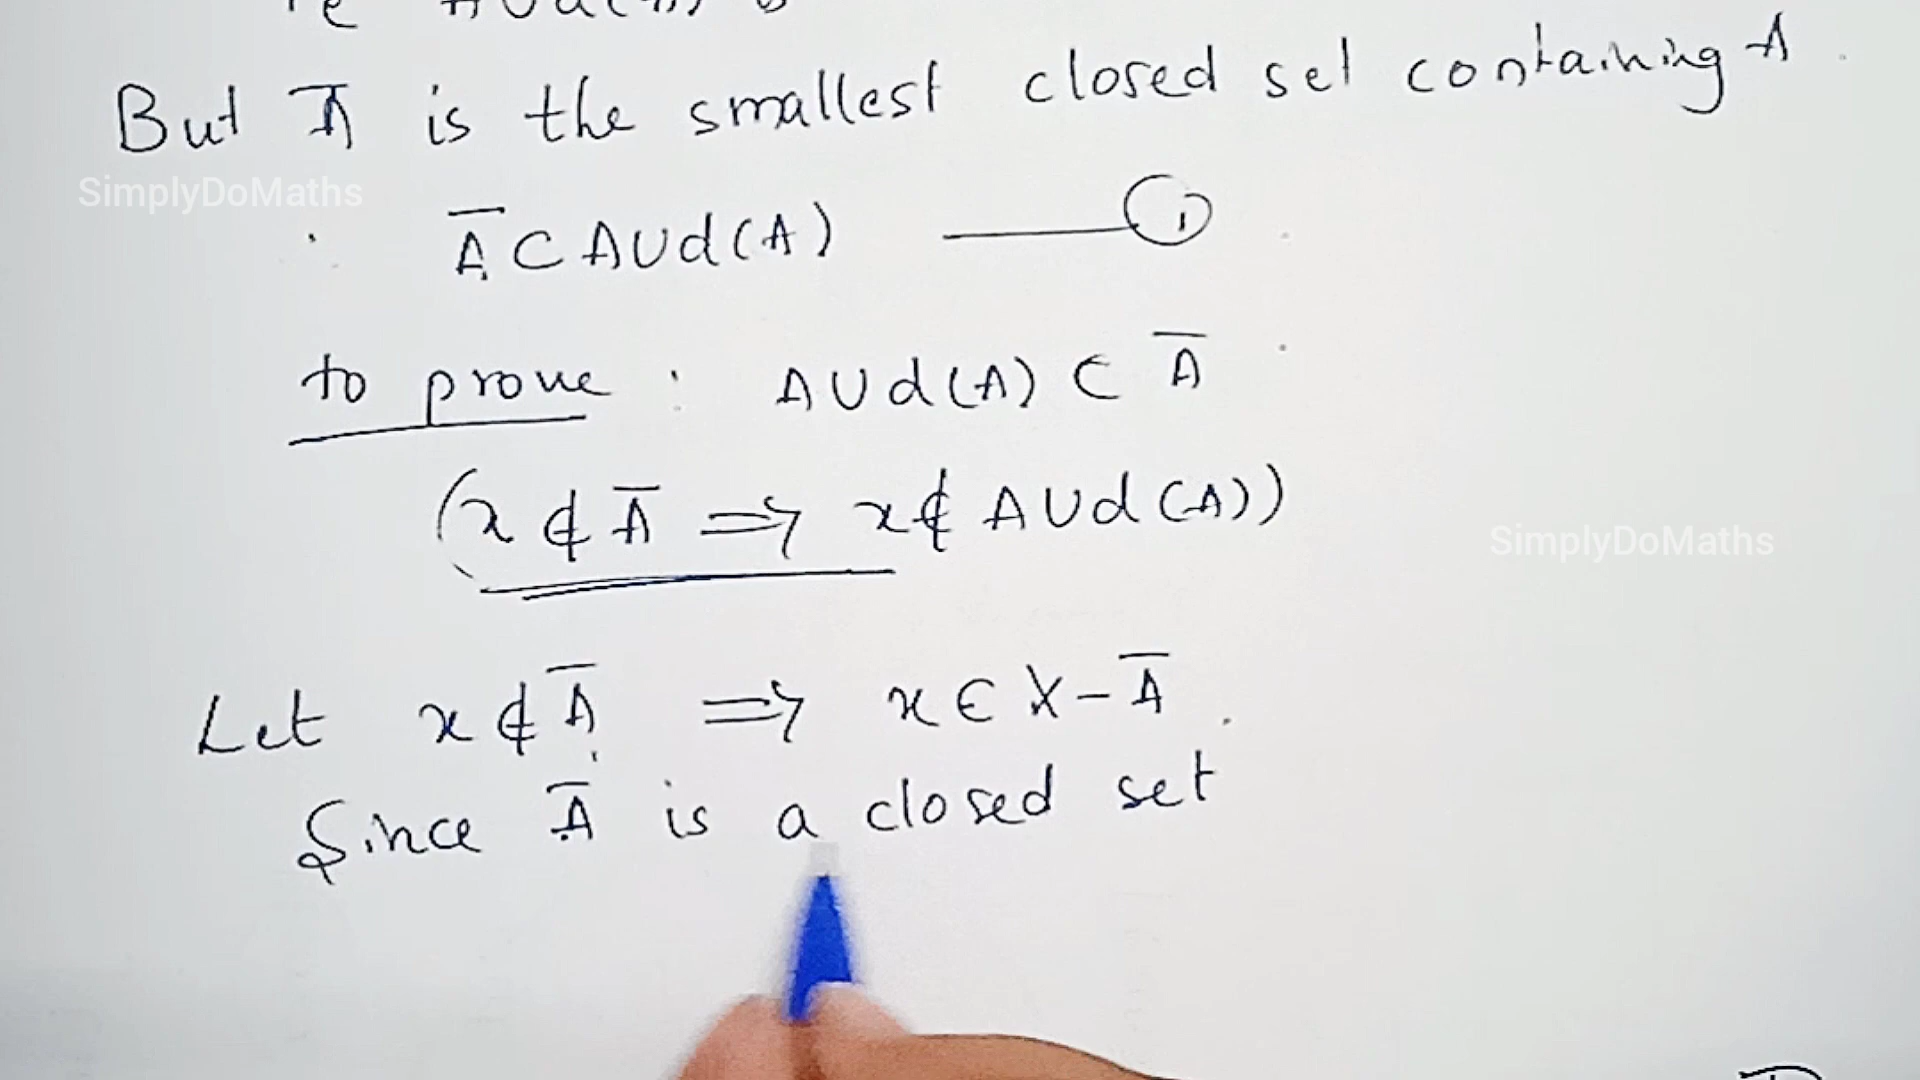 But A̅ is the smallest closed set containing A.
SimplyDoMaths
∴ A̅ ⊂ A∪d(A) —— ①
to prove : A∪d(A) ⊂ A̅
(x ∉ A̅ ⇒ x ∉ A∪d(A))
SimplyDoMaths
Let x ∉ A̅ ⇒ x ∈ X - A̅.
Since A̅ is a closed set